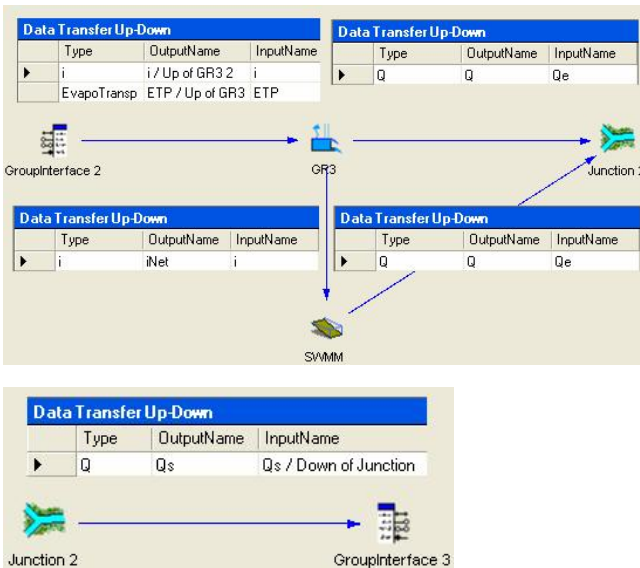 Data Transfer Up-Down
Type OutputName InputName
i i / Up of GR3 2 i
EvapoTransp ETP / Up of GR3 ETP
Data Transfer Up-Down
Type OutputName InputName
Q Q Qe
GroupInterface 2
GR3
Junction
Data Transfer Up-Down
Type OutputName InputName
i iNet i
Data Transfer Up-Down
Type OutputName InputName
Q Q Qe
SWMM
Data Transfer Up-Down
Type OutputName InputName
Q Qs Qs / Down of Junction
Junction 2
GroupInterface 3